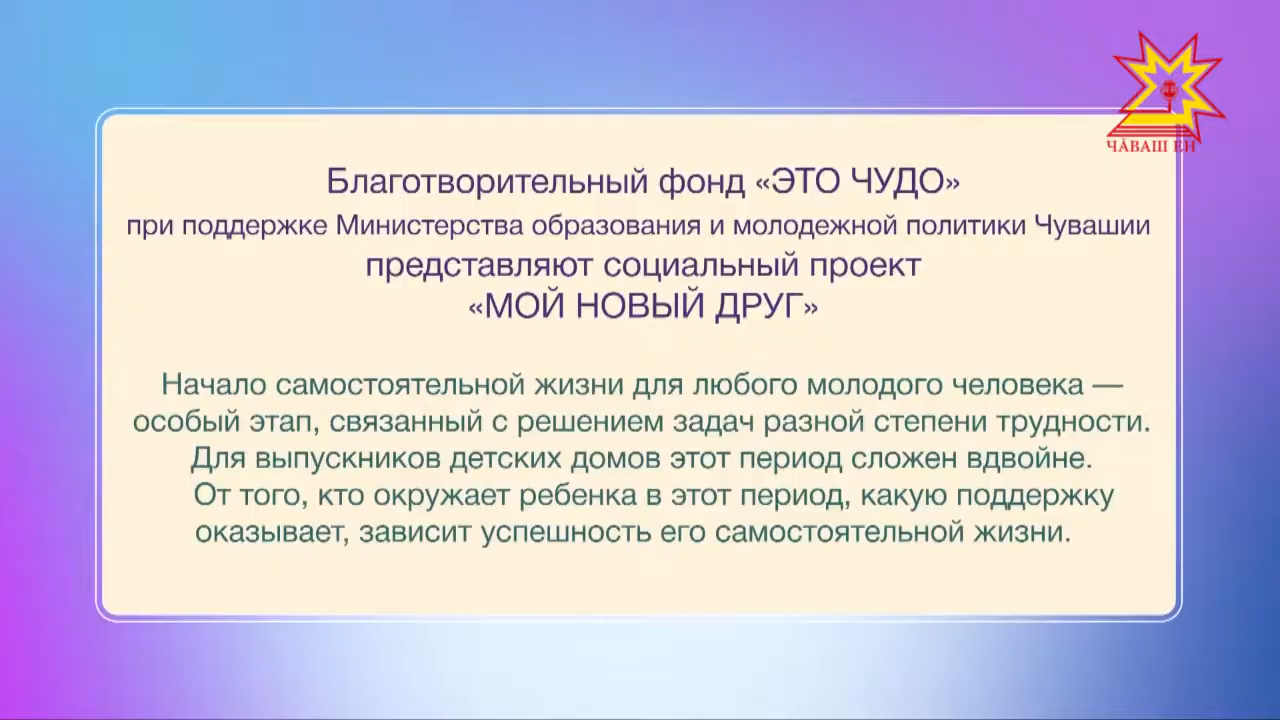 ЧӐВАШ ЕН
Благотворительный фонд «ЭТО ЧУДО»
при поддержке Министерства образования и молодежной политики Чувашии
представляют социальный проект
«МОЙ НОВЫЙ ДРУГ»
Начало самостоятельной жизни для любого молодого человека —
особый этап, связанный с решением задач разной степени трудности.
Для выпускников детских домов этот период сложен вдвойне.
От того, кто окружает ребенка в этот период, какую поддержку
оказывает, зависит успешность его самостоятельной жизни.